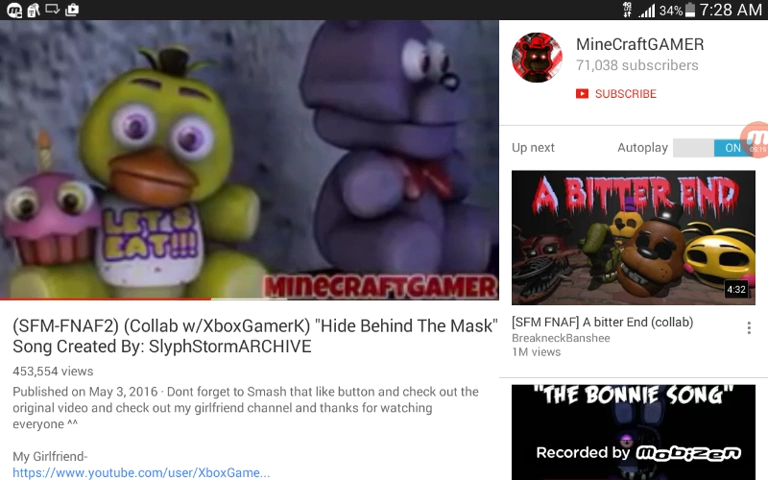 4G
34%
7:28 AM
LET'S
EAT!!!
MINECRAFTGAMER
(SFM-FNAF2) (Collab w/XboxGamerK) "Hide Behind The Mask"
Song Created By: SlyphStormARCHIVE
453,554 views
Published on May 3, 2016 · Dont forget to Smash that like button and check out the
original video and check out my girlfriend channel and thanks for watching
everyone ^^
My Girlfriend-
https://www.youtube.com/user/XboxGame...
MineCraftGAMER
71,038 subscribers
SUBSCRIBE
Up next
Autoplay
ON
A BITTER END
4:32
[SFM FNAF] A bitter End (collab)
BreakneckBanshee
1M views
"THE BONNIE SONG"
Recorded by mobizen